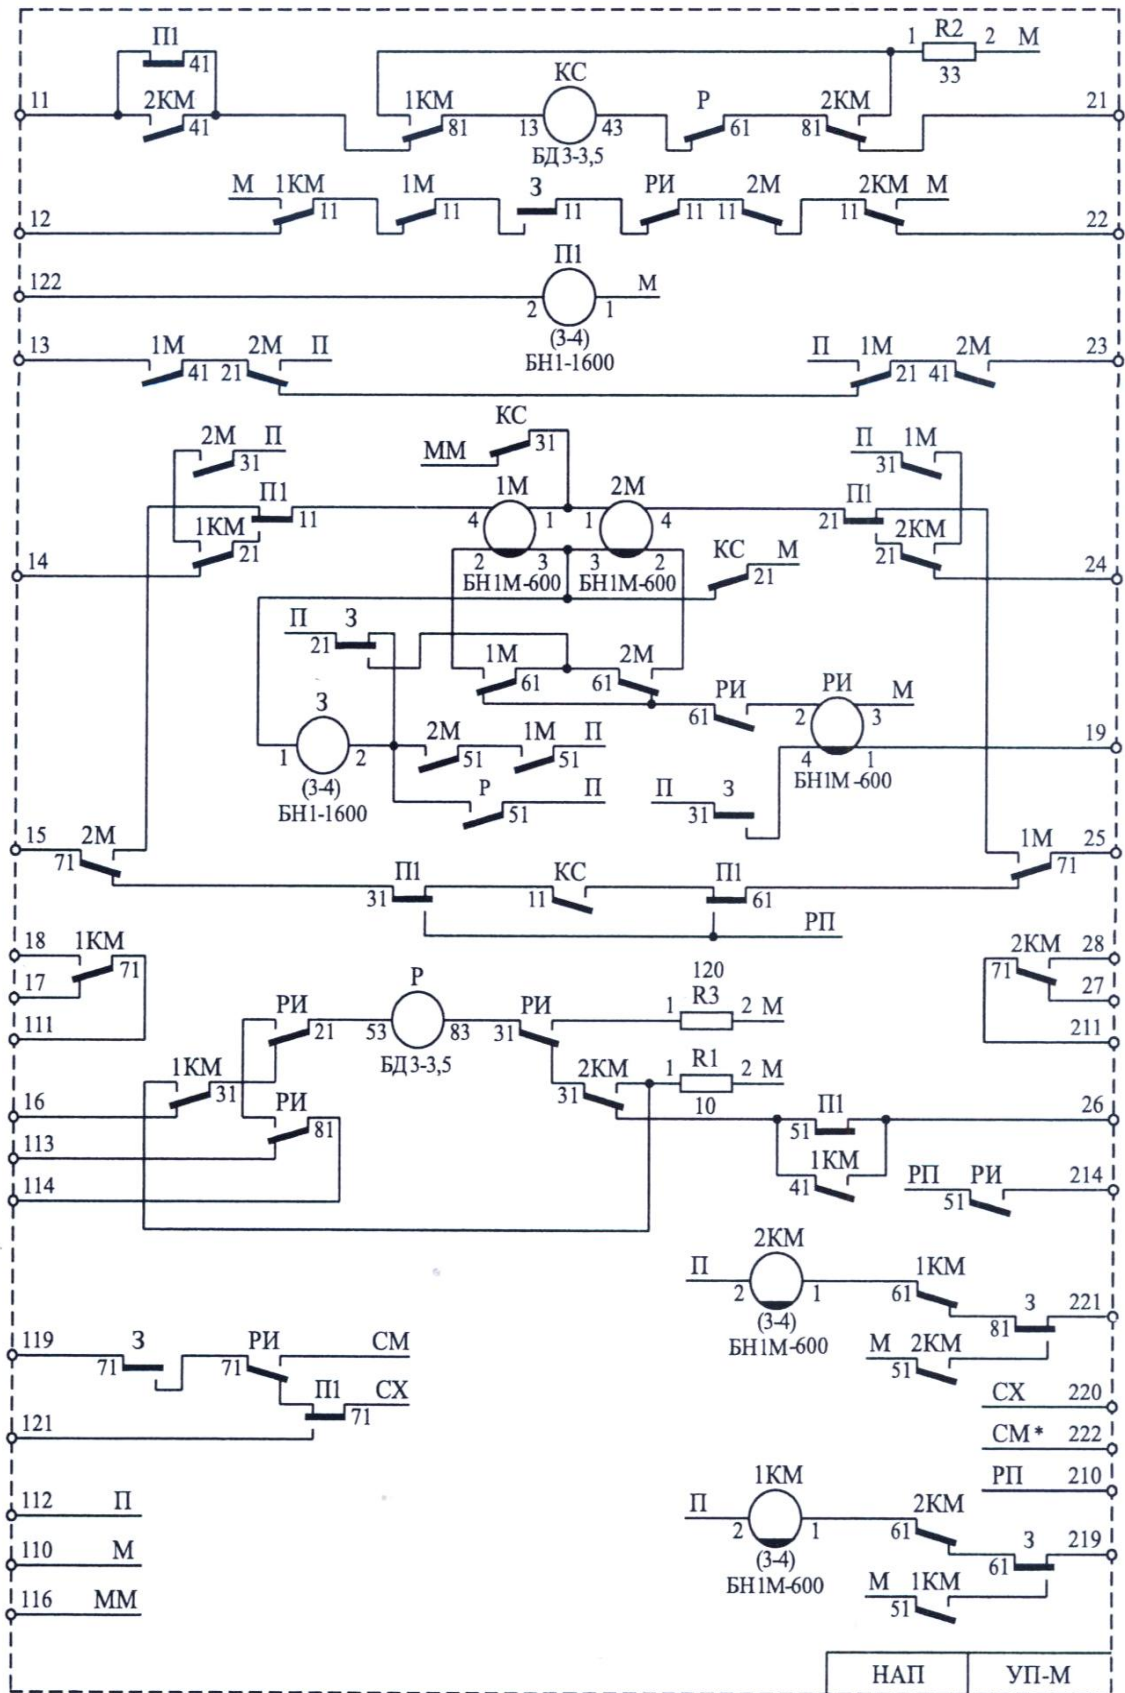 П1
41
1 R2 2 М
33
КС
11 2КМ 1КМ Р 2КМ 21
41 81 13 43 61 81
БД3-3,5
М 1КМ 1М З РИ 2М 2КМ М
11 11 11 11 11 11
12 22
П1
122 М
2 1
(3-4)
БН1-1600
13 1М 2М П П 1М 2М 23
41 21 21 41
КС
2М П ММ 31 П 1М
31 31
П1 1М 2М П1
11 4 1 1 4 21
1КМ 2КМ
21 21
14 2 3 3 2 КС М 24
БН1М-600 БН1М-600 21
П З
21
1М 2М
61 61 РИ РИ М
61 2 3
З
1 2 2М 1М П 19
51 51 4 1
(3-4) БН1М-600
БН1-1600 Р П П З
51 31
15 2М 1М 25
71 71
П1 КС П1
31 11 61
РП
18 1КМ 2КМ 28
71 71
17 27
111 211
Р 120
РИ РИ 1 R3 2 М
21 53 83 31
БД3-3,5
1КМ 2КМ 1 R1 2 М
31 31
10
16 РИ П1 26
81 51
113 1КМ
41
114 РП РИ 214
51
2КМ
П 1КМ
2 1 61 З 221
(3-4) 81
БН1М-600 М 2КМ
51
119 З РИ СМ
71 71
П1 СХ СХ 220
71
121 СМ* 222
РП 210
1КМ
112 П П 2КМ
2 1 61 З 219
110 М (3-4) 61
БН1М-600 М 1КМ
116 ММ 51
НАП УП-М